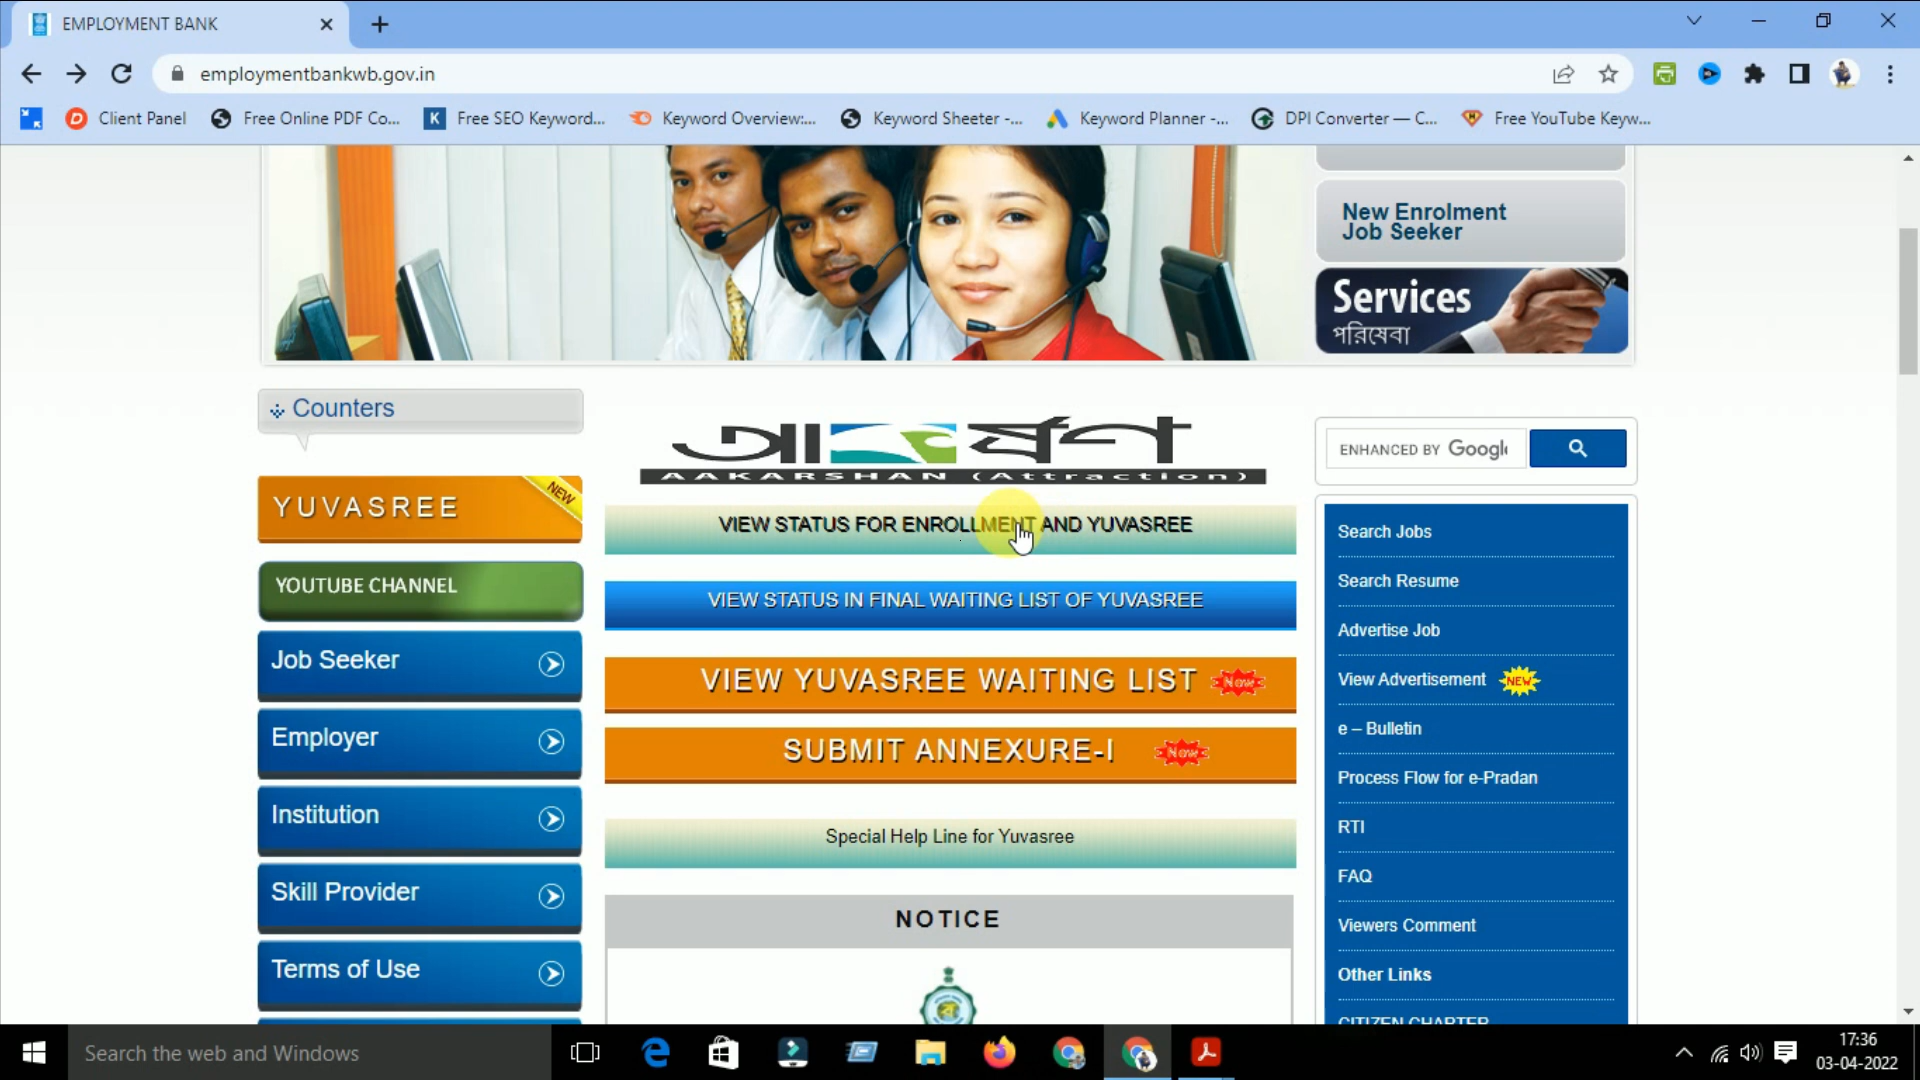 EMPLOYMENT BANK
employmentbankwb.gov.in
Client Panel
Free Online PDF Co...
Free SEO Keyword...
Keyword Overview:...
Keyword Sheeter -...
Keyword Planner -...
DPI Converter — C...
Free YouTube Keyw...
New Enrolment
Job Seeker
Services
পরিষেবা
Counters
YUVASREE
NEW
YOUTUBE CHANNEL
Job Seeker
Employer
Institution
Skill Provider
Terms of Use
আকর্ষণ
AAKARSHAN (Attraction)
VIEW STATUS FOR ENROLLMENT AND YUVASREE
VIEW STATUS IN FINAL WAITING LIST OF YUVASREE
VIEW YUVASREE WAITING LIST New
SUBMIT ANNEXURE-I New
Special Help Line for Yuvasree
NOTICE
ENHANCED BY Google
Search Jobs
Search Resume
Advertise Job
View Advertisement NEW
e – Bulletin
Process Flow for e-Pradan
RTI
FAQ
Viewers Comment
Other Links
CITIZEN CHARTER
Search the web and Windows
17:36
03-04-2022